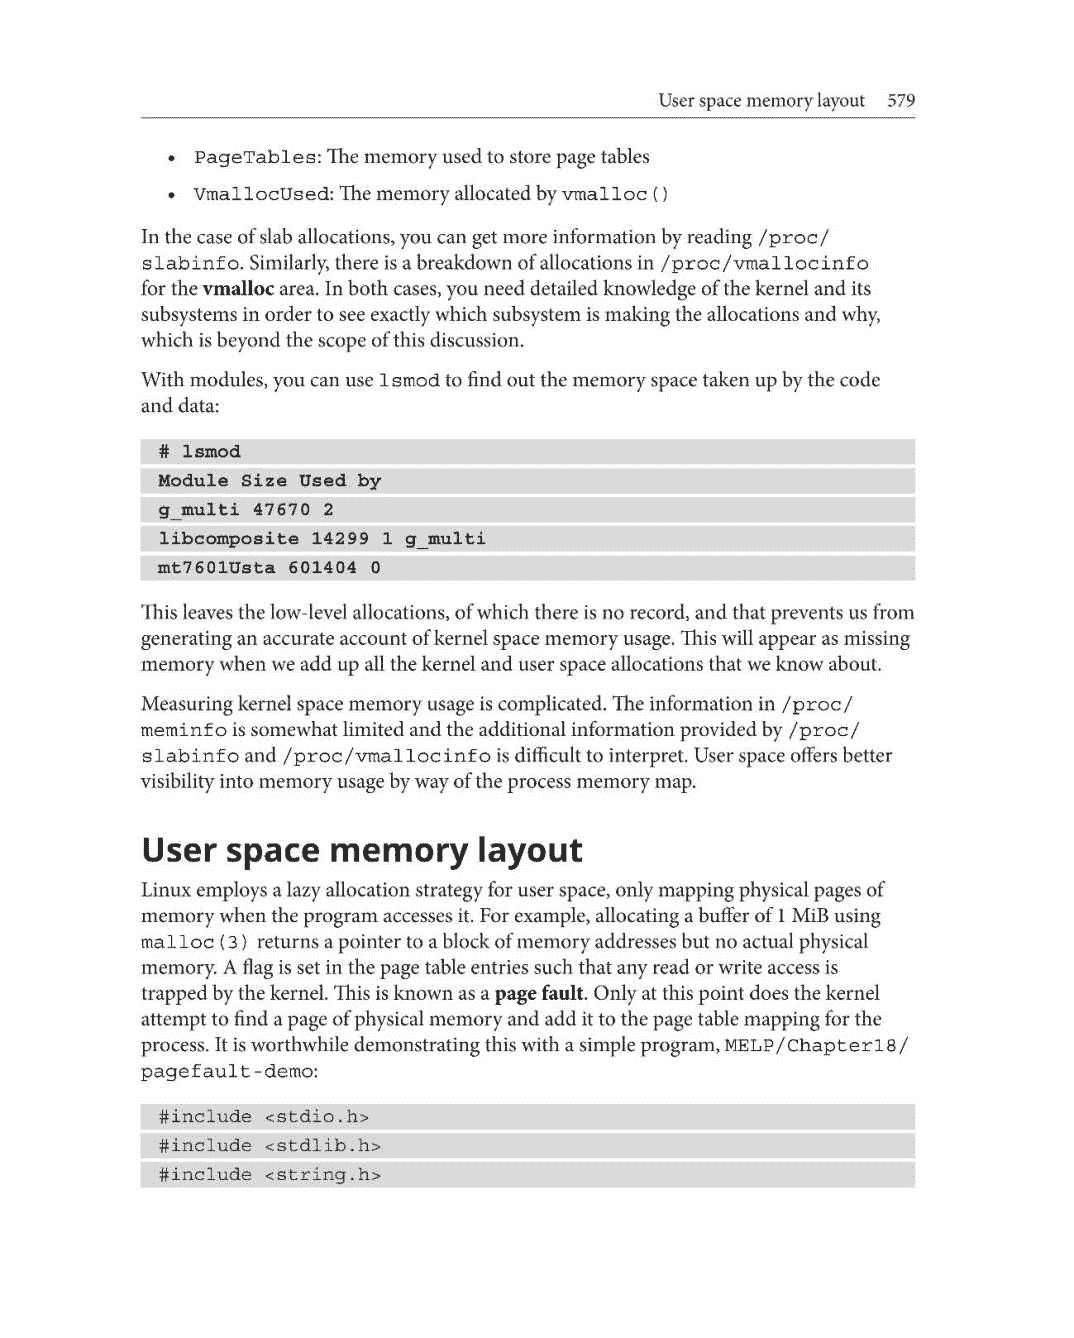 User space memory layout 579
• PageTables: The memory used to store page tables
• VmallocUsed: The memory allocated by vmalloc()
In the case of slab allocations, you can get more information by reading /proc/
slabinfo. Similarly, there is a breakdown of allocations in /proc/vmallocinfo
for the vmalloc area. In both cases, you need detailed knowledge of the kernel and its
subsystems in order to see exactly which subsystem is making the allocations and why,
which is beyond the scope of this discussion.
With modules, you can use lsmod to find out the memory space taken up by the code
and data:
# lsmod
Module Size Used by
g_multi 47670 2
libcomposite 14299 1 g_multi
mt7601Usta 601404 0
This leaves the low-level allocations, of which there is no record, and that prevents us from
generating an accurate account of kernel space memory usage. This will appear as missing
memory when we add up all the kernel and user space allocations that we know about.
Measuring kernel space memory usage is complicated. The information in /proc/
meminfo is somewhat limited and the additional information provided by /proc/
slabinfo and /proc/vmallocinfo is difficult to interpret. User space offers better
visibility into memory usage by way of the process memory map.
User space memory layout
Linux employs a lazy allocation strategy for user space, only mapping physical pages of
memory when the program accesses it. For example, allocating a buffer of 1 MiB using
malloc(3) returns a pointer to a block of memory addresses but no actual physical
memory. A flag is set in the page table entries such that any read or write access is
trapped by the kernel. This is known as a page fault. Only at this point does the kernel
attempt to find a page of physical memory and add it to the page table mapping for the
process. It is worthwhile demonstrating this with a simple program, MELP/Chapter18/
pagefault-demo:
#include <stdio.h>
#include <stdlib.h>
#include <string.h>